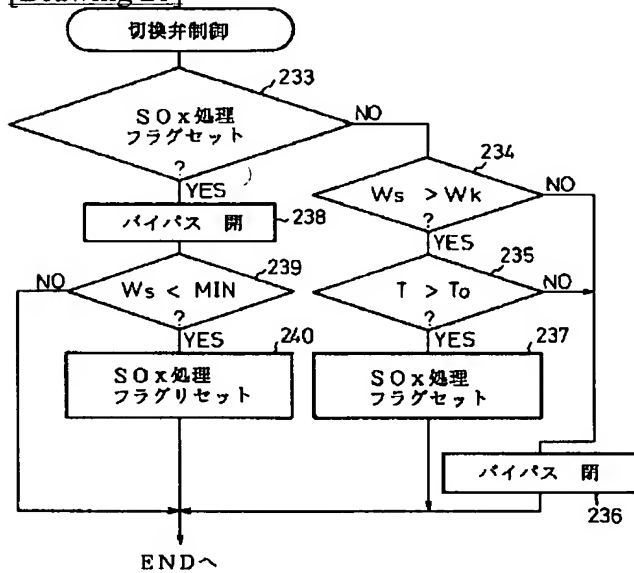 切換弁制御
233
SOx処理
フラグセット
?
NO
YES
234
Ws > Wk
?
NO
YES
バイパス 開
238
235
T > To
?
NO
YES
239
Ws < MIN
?
NO
YES
240
SOx処理
フラグリセット
237
SOx処理
フラグセット
バイパス 閉
236
ENDへ